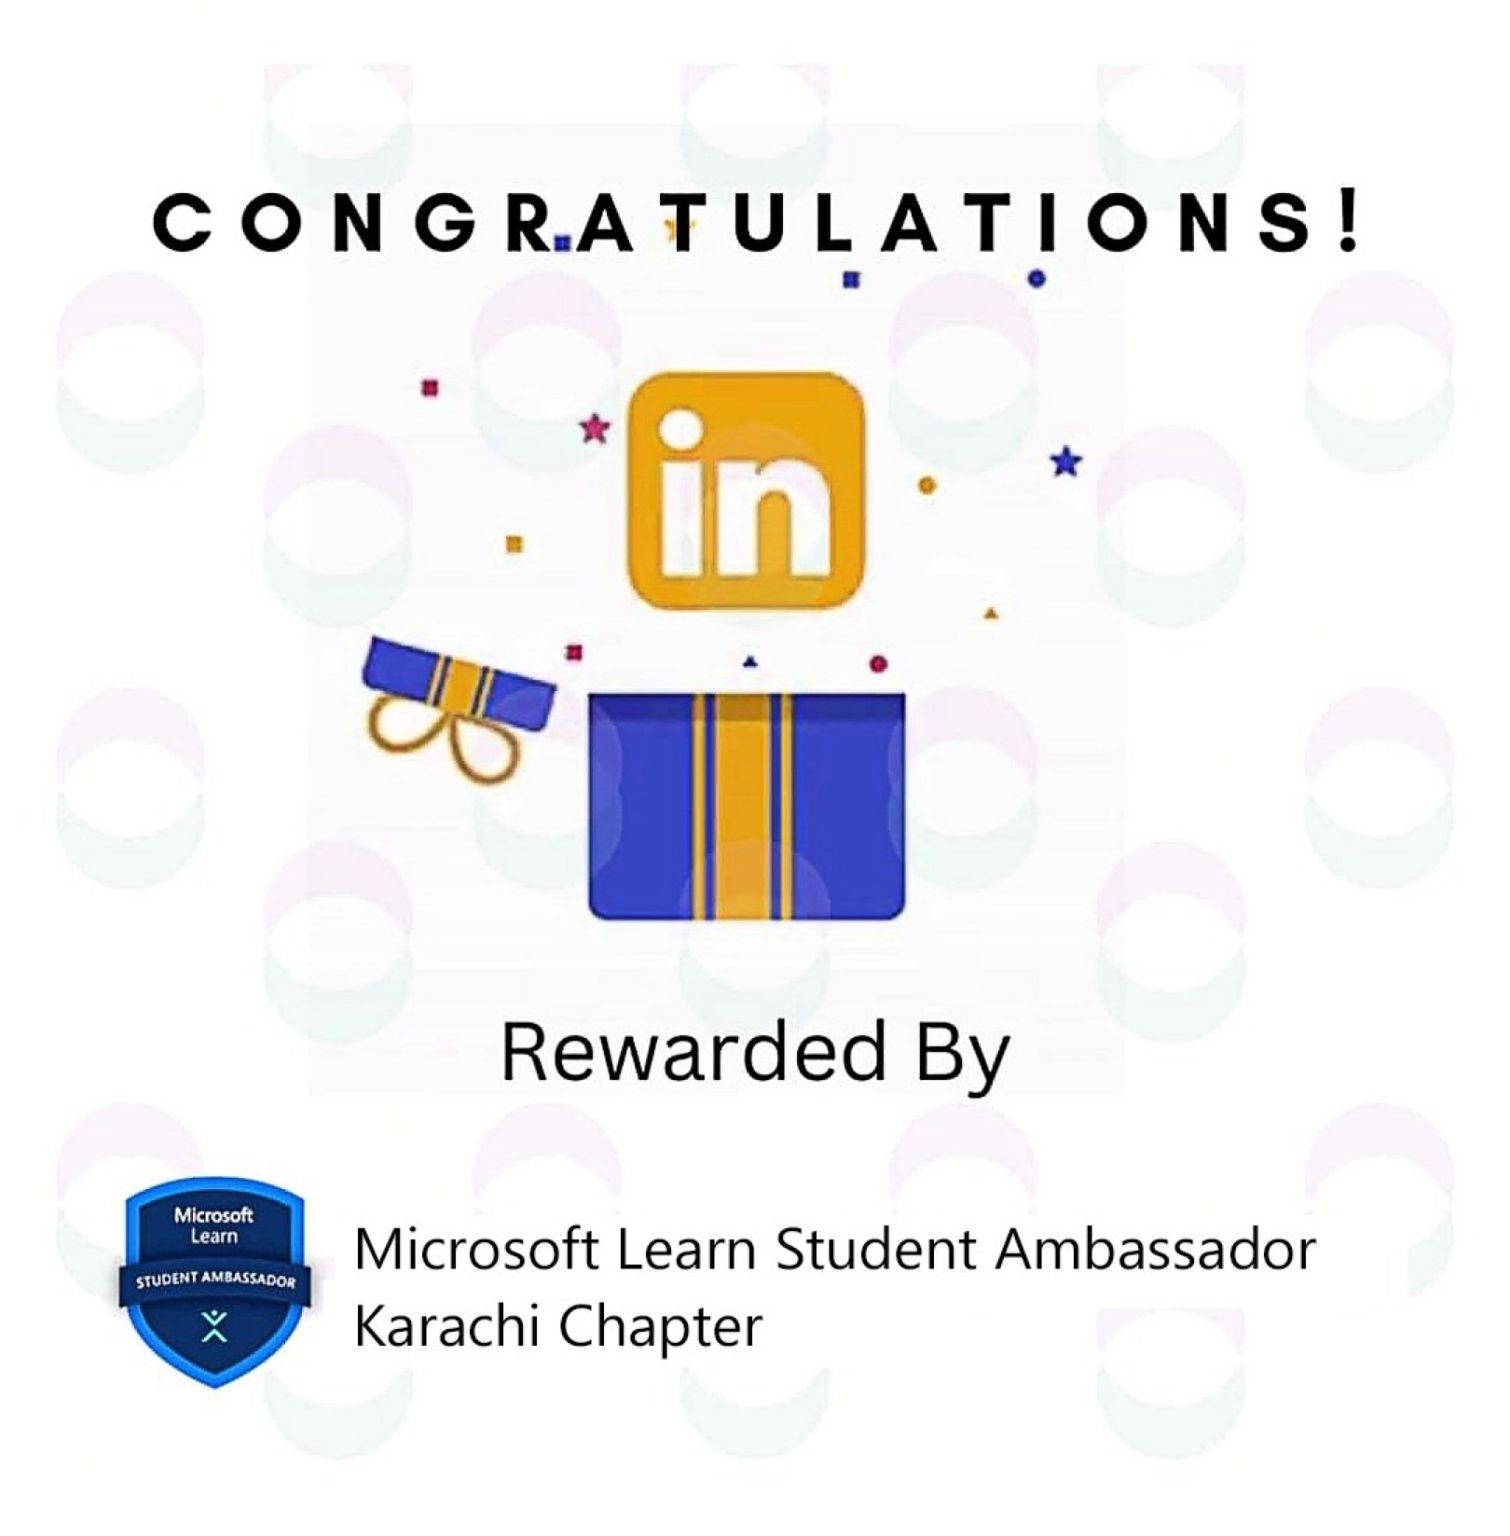 CONGRATULATIONS!
in
Rewarded By
Microsoft
Learn
STUDENT AMBASSADOR
Microsoft Learn Student Ambassador
Karachi Chapter